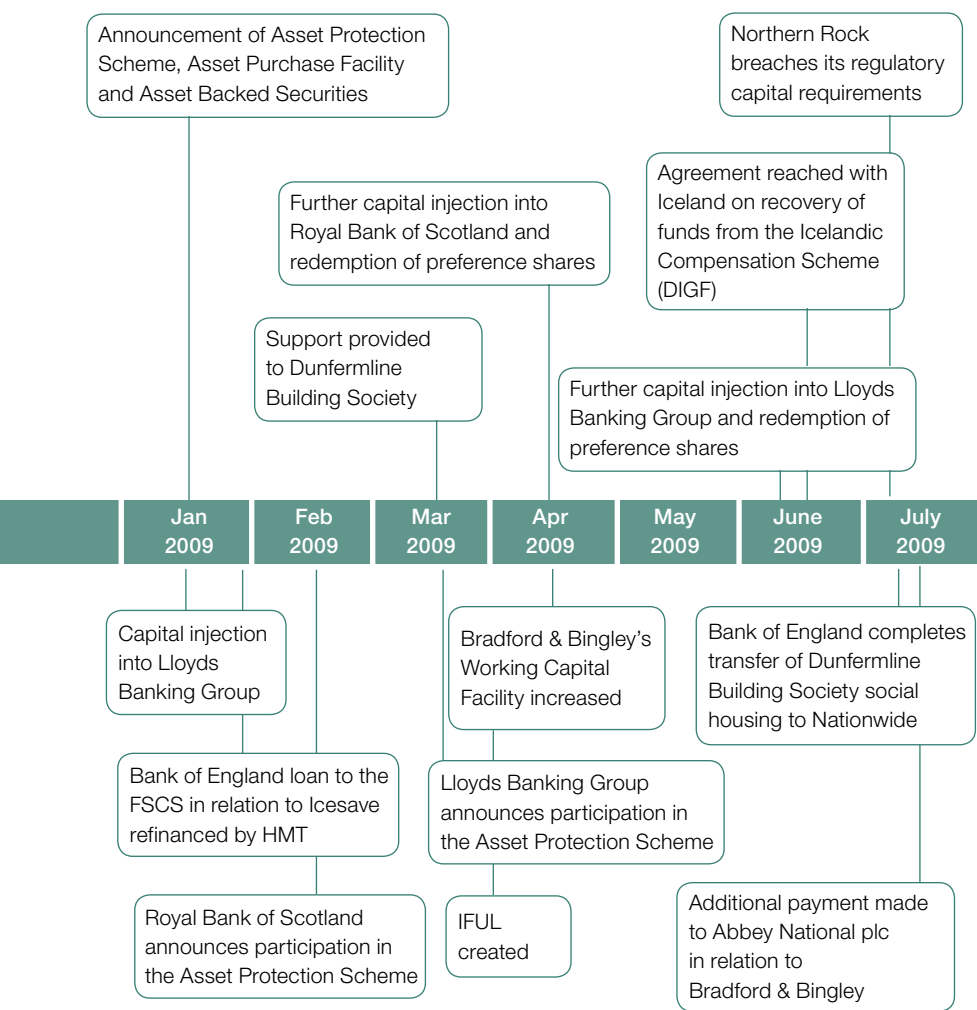 Announcement of Asset Protection
Scheme, Asset Purchase Facility
and Asset Backed Securities
Northern Rock
breaches its regulatory
capital requirements
Agreement reached with
Iceland on recovery of
funds from the Icelandic
Compensation Scheme
(DIGF)
Further capital injection into
Royal Bank of Scotland and
redemption of preference shares
Support provided
to Dunfermline
Building Society
Further capital injection into Lloyds
Banking Group and redemption of
preference shares
Jan
2009
Feb
2009
Mar
2009
Apr
2009
May
2009
June
2009
July
2009
Capital injection
into Lloyds
Banking Group
Bradford & Bingley’s
Working Capital
Facility increased
Bank of England completes
transfer of Dunfermline
Building Society social
housing to Nationwide
Bank of England loan to the
FSCS in relation to Icesave
refinanced by HMT
Lloyds Banking Group
announces participation in
the Asset Protection Scheme
Royal Bank of Scotland
announces participation in
the Asset Protection Scheme
IFUL
created
Additional payment made
to Abbey National plc
in relation to
Bradford & Bingley